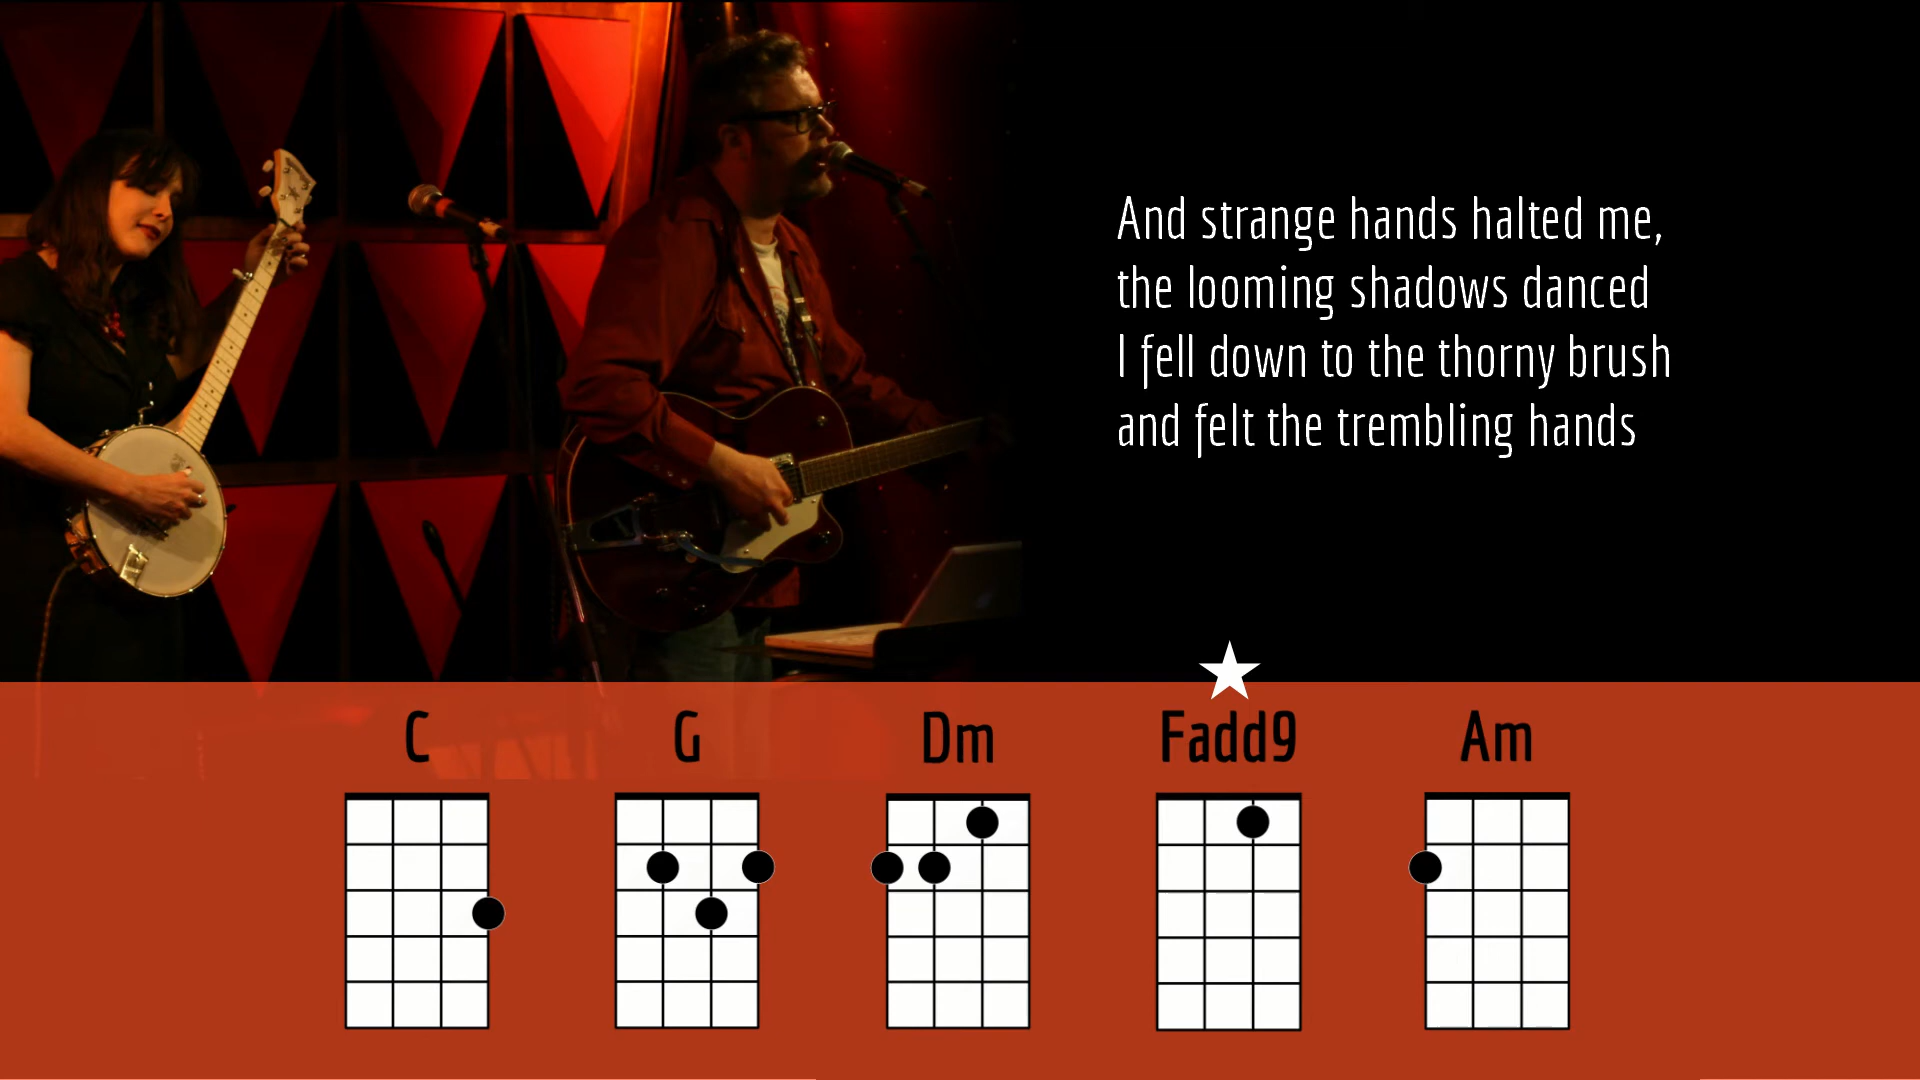 And strange hands halted me,
the looming shadows danced
I fell down to the thorny brush
and felt the trembling hands
C G Dm Fadd9 Am